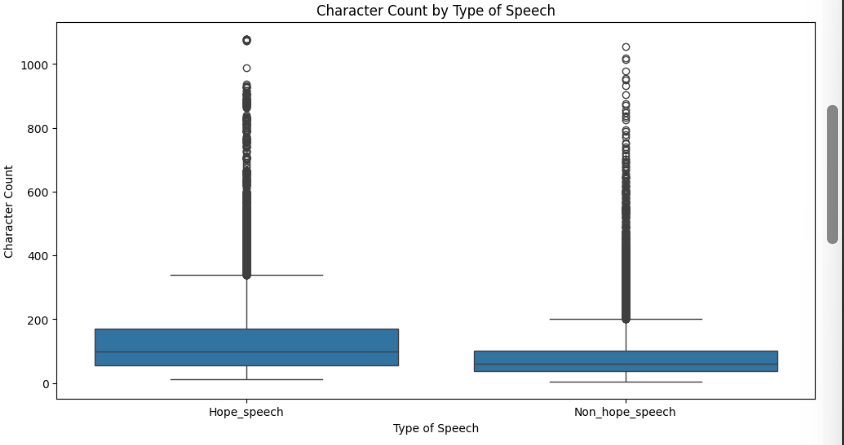 Character Count by Type of Speech
1000
800
600
400
200
0
Character Count
Hope_speech
Non_hope_speech
Type of Speech